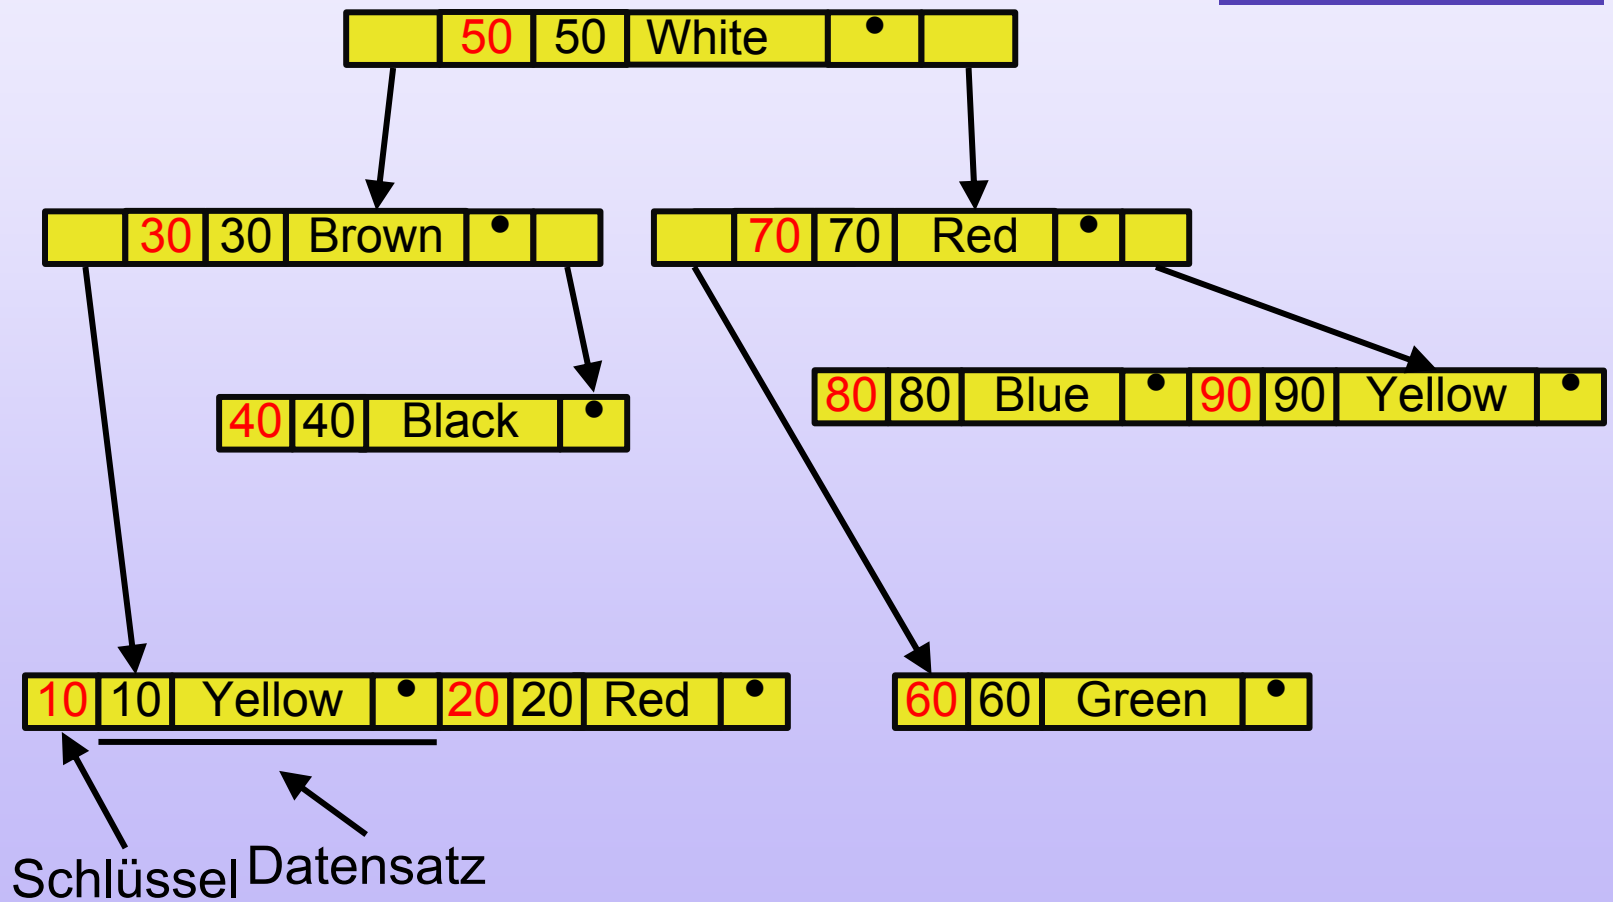 50 50 White
30 30 Brown
70 70 Red
80 80 Blue 90 90 Yellow
40 40 Black
10 10 Yellow 20 20 Red
60 60 Green
Schlüssel Datensatz